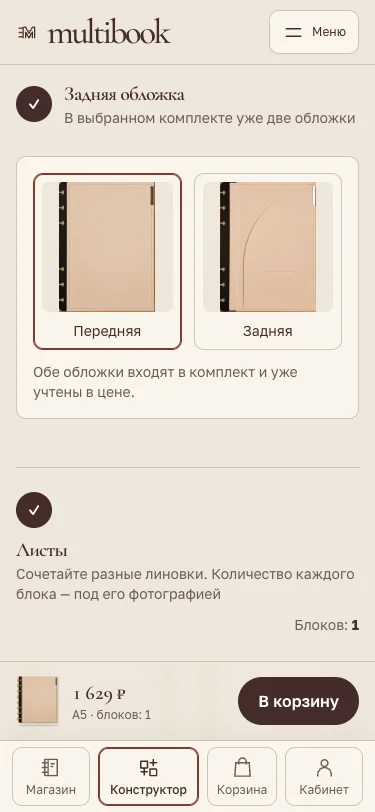 multibook
Меню
Задняя обложка
В выбранном комплекте уже две обложки
Передняя
Задняя
Обе обложки входят в комплект и уже
учтены в цене.
Листы
Сочетайте разные линовки. Количество каждого
блока — под его фотографией
Блоков: 1
1 629 ₽
A5 · блоков: 1
В корзину
Магазин
Конструктор
Корзина
Кабинет